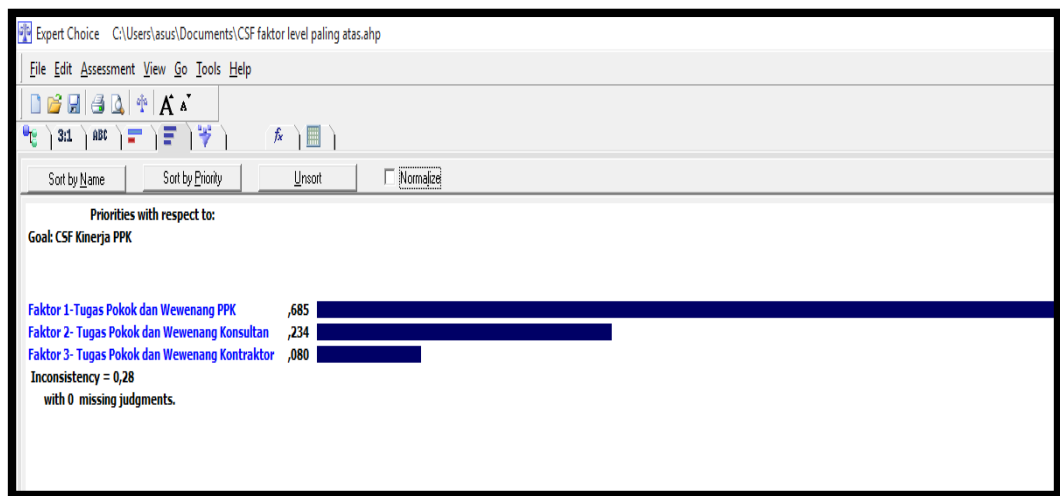 Expert Choice C:\Users\asus\Documents\CSF faktor level paling atas.ahp
File Edit Assessment View Go Tools Help
A A
3:1 ABC fx
Sort by Name Sort by Priority Unsort Normalize
Priorities with respect to:
Goal: CSF Kinerja PPK
Faktor 1-Tugas Pokok dan Wewenang PPK ,685
Faktor 2- Tugas Pokok dan Wewenang Konsultan ,234
Faktor 3- Tugas Pokok dan Wewenang Kontraktor ,080
Inconsistency = 0,28
with 0 missing judgments.